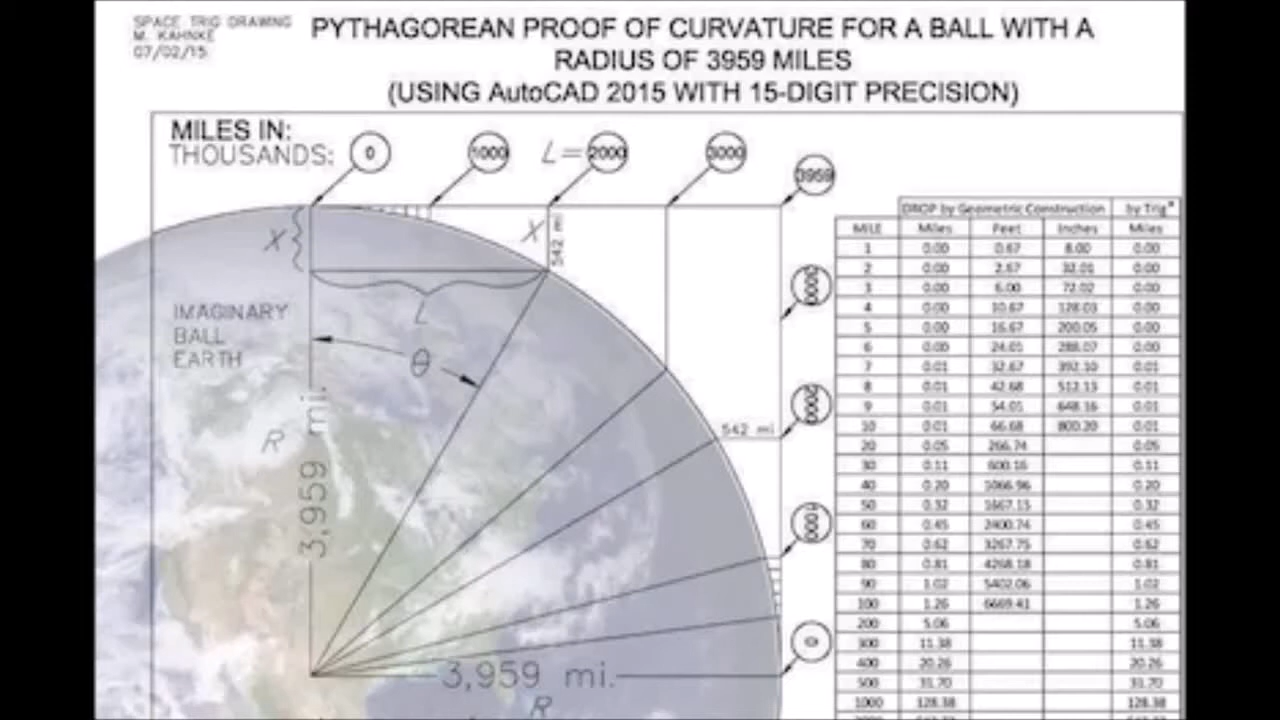 SPACE TRIG DRAWING
M. KAHNKE
07/02/15
PYTHAGOREAN PROOF OF CURVATURE FOR A BALL WITH A
RADIUS OF 3959 MILES
(USING AutoCAD 2015 WITH 15-DIGIT PRECISION)
MILES IN:
THOUSANDS:
0
1000
L=2000
3000
3959
X
X
542 mi
L
IMAGINARY
BALL
EARTH
θ
R
3,959 mi.
542 mi
3,959 mi.
R
3000
2000
1000
0
DROP by Geometric Construction by Trig*
MILE Miles Feet Inches Miles
1 0.00 0.67 8.00 0.00
2 0.00 2.67 32.01 0.00
3 0.00 6.00 72.02 0.00
4 0.00 10.67 128.03 0.00
5 0.00 16.67 200.05 0.00
6 0.00 24.01 288.07 0.00
7 0.01 32.67 392.10 0.01
8 0.01 42.68 512.13 0.01
9 0.01 54.01 648.16 0.01
10 0.01 66.68 800.20 0.01
20 0.05 266.74 0.05
30 0.11 600.16 0.11
40 0.20 1066.96 0.20
50 0.32 1667.15 0.32
60 0.45 2400.74 0.45
70 0.62 3267.75 0.62
80 0.81 4268.18 0.81
90 1.02 5402.06 1.02
100 1.26 6669.41 1.26
200 5.06 5.06
300 11.38 11.38
400 20.26 20.26
500 31.70 31.70
1000 128.38 128.38